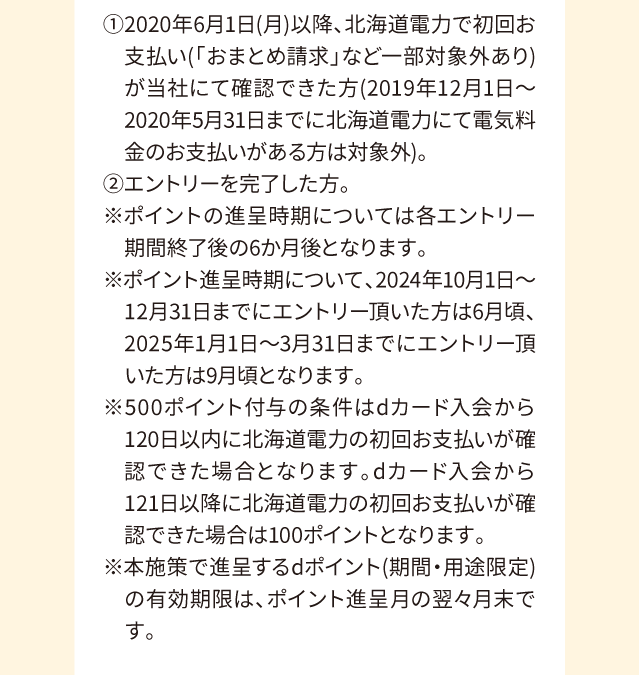 ①2020年6月1日(月)以降、北海道電力で初回お
支払い(「おまとめ請求」など一部対象外あり)
が当社にて確認できた方(2019年12月1日～
2020年5月31日までに北海道電力にて電気料
金のお支払いがある方は対象外)。
②エントリーを完了した方。
※ポイントの進呈時期については各エントリー
期間終了後の6か月後となります。
※ポイント進呈時期について、2024年10月1日～
12月31日までにエントリー頂いた方は6月頃、
2025年1月1日～3月31日までにエントリー頂
いた方は9月頃となります。
※500ポイント付与の条件はdカード入会から
120日以内に北海道電力の初回お支払いが確
認できた場合となります。dカード入会から
121日以降に北海道電力の初回お支払いが確
認できた場合は100ポイントとなります。
※本施策で進呈するdポイント(期間・用途限定)
の有効期限は、ポイント進呈月の翌々月末で
す。